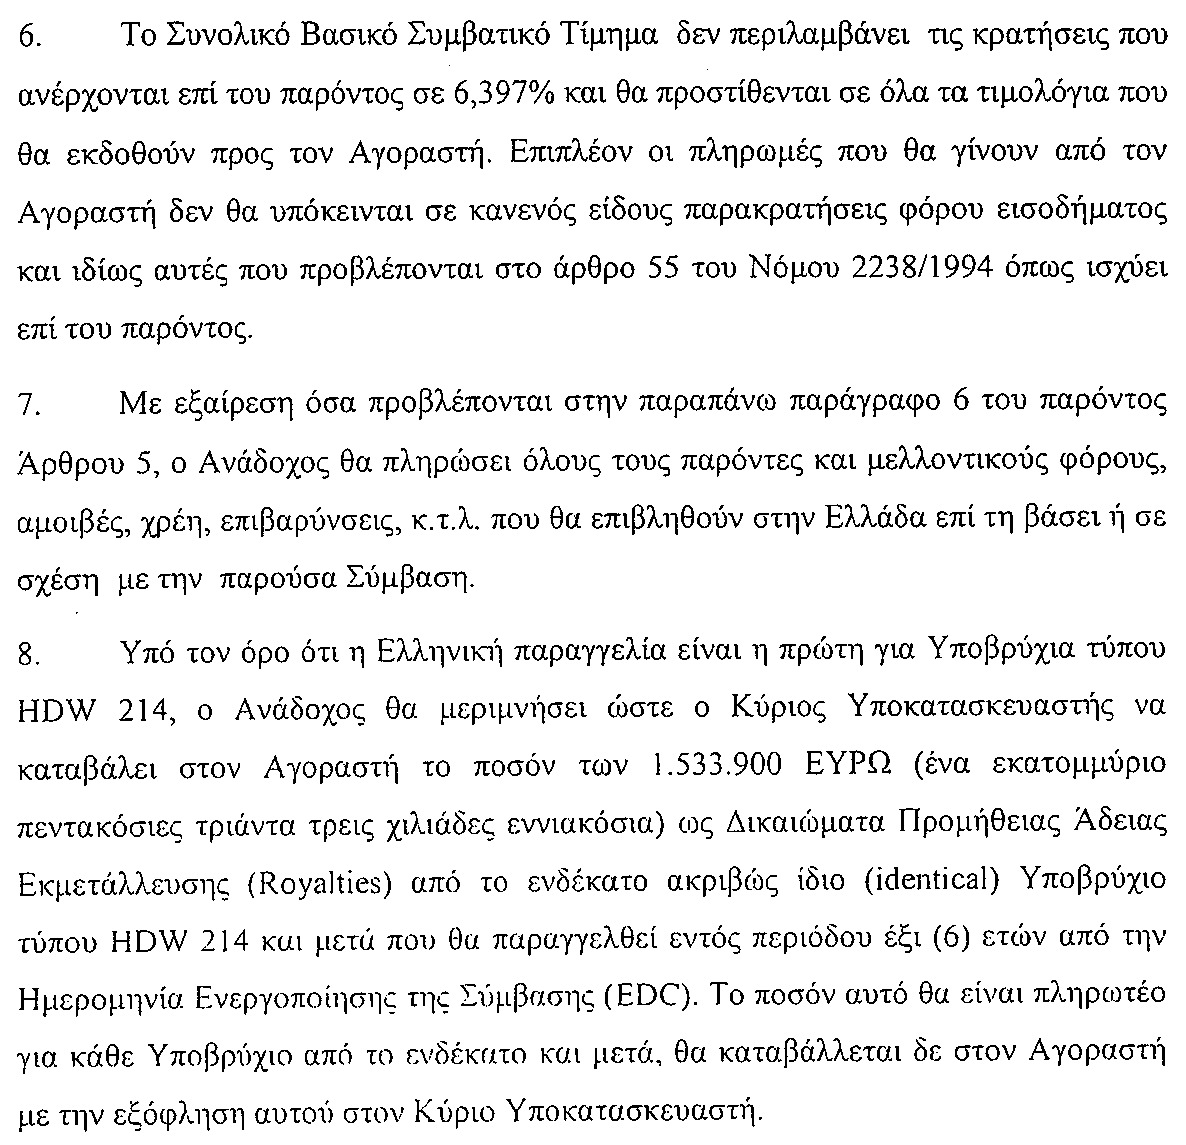 6. Το Συνολικό Βασικό Συμβατικό Τίμημα δεν περιλαμβάνει τις κρατήσεις που
ανέρχονται επί του παρόντος σε 6,397% και θα προστίθενται σε όλα τα τιμολόγια που
θα εκδοθούν προς τον Αγοραστή. Επιπλέον οι πληρωμές που θα γίνουν από τον
Αγοραστή δεν θα υπόκεινται σε κανενός είδους παρακρατήσεις φόρου εισοδήματος
και ιδίως αυτές που προβλέπονται στο άρθρο 55 του Νόμου 2238/1994 όπως ισχύει
επί του παρόντος.
7. Με εξαίρεση όσα προβλέπονται στην παραπάνω παράγραφο 6 του παρόντος
Άρθρου 5, ο Ανάδοχος θα πληρώσει όλους τους παρόντες και μελλοντικούς φόρους,
αμοιβές, χρέη, επιβαρύνσεις, κ.τ.λ. που θα επιβληθούν στην Ελλάδα επί τη βάσει ή σε
σχέση με την παρούσα Σύμβαση.
8. Υπό τον όρο ότι η Ελληνική παραγγελία είναι η πρώτη για Υποβρύχια τύπου
HDW 214, ο Ανάδοχος θα μεριμνήσει ώστε ο Κύριος Υποκατασκευαστής να
καταβάλει στον Αγοραστή το ποσόν των 1.533.900 ΕΥΡΩ (ένα εκατομμύριο
πεντακόσιες τριάντα τρεις χιλιάδες εννιακόσια) ως Δικαιώματα Προμήθειας Άδειας
Εκμετάλλευσης (Royalties) από το ενδέκατο ακριβώς ίδιο (identical) Υποβρύχιο
τύπου HDW 214 και μετά που θα παραγγελθεί εντός περιόδου έξι (6) ετών από την
Ημερομηνία Ενεργοποίησης της Σύμβασης (EDC). Το ποσόν αυτό θα είναι πληρωτέο
για κάθε Υποβρύχιο από το ενδέκατο και μετά, θα καταβάλλεται δε στον Αγοραστή
με την εξόφληση αυτού στον Κύριο Υποκατασκευαστή.